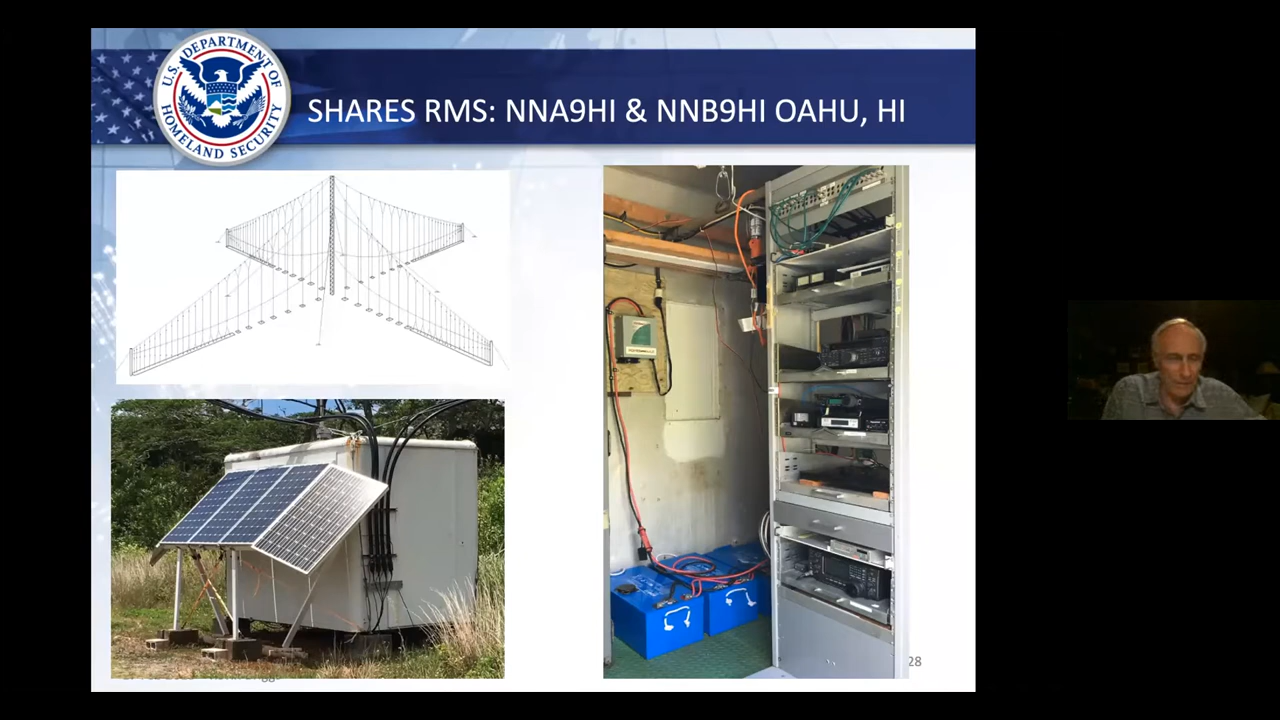 U.S. DEPARTMENT OF
HOMELAND SECURITY
SHARES RMS: NNA9HI & NNB9HI OAHU, HI
28